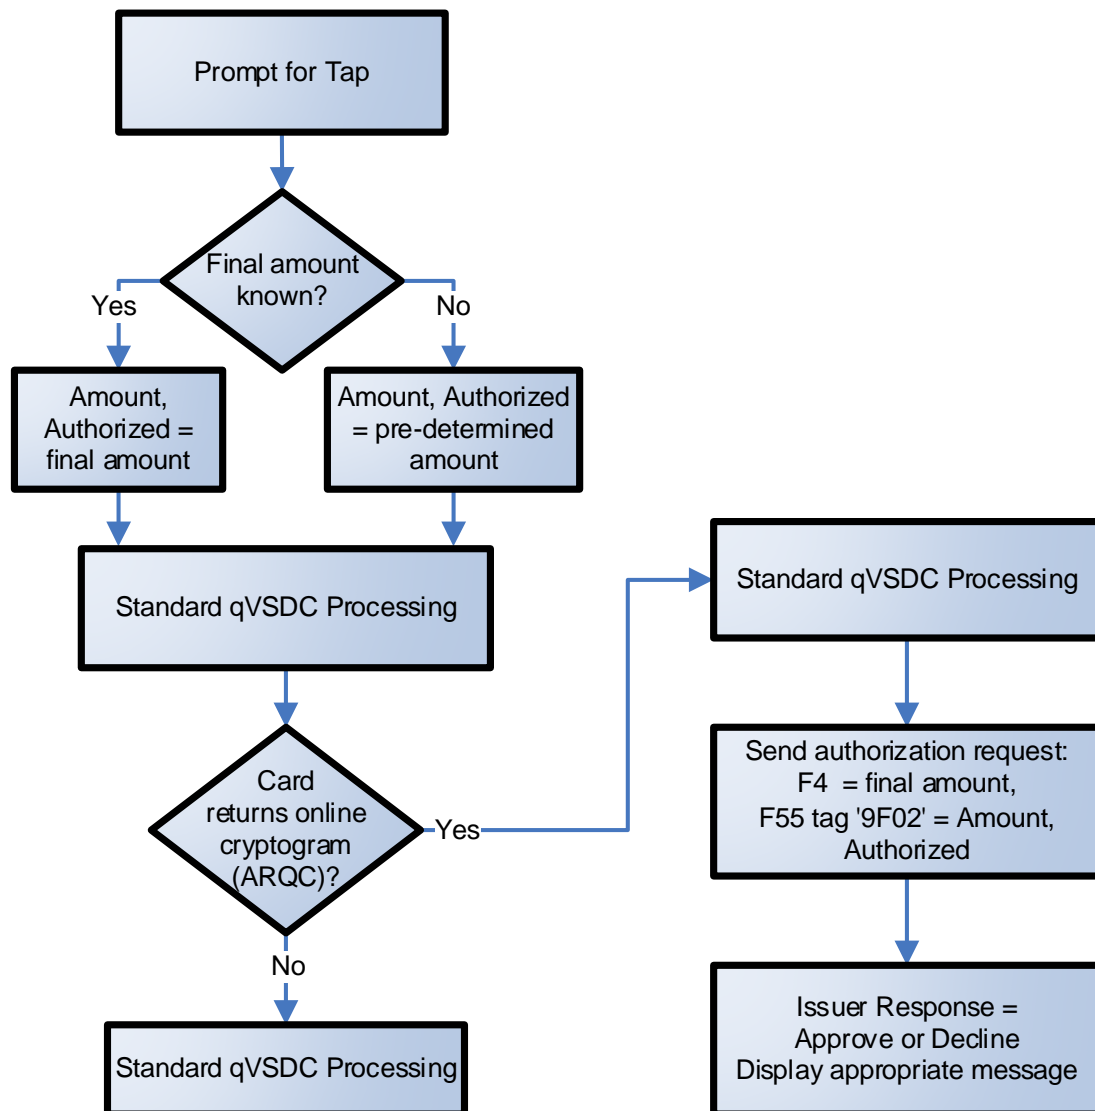 Prompt for Tap
Final amount
known?
Yes
No
Amount,
Authorized =
final amount
Amount, Authorized
= pre-determined
amount
Standard qVSDC Processing
Card
returns online
cryptogram
(ARQC)?
Yes
No
Standard qVSDC Processing
Standard qVSDC Processing
Send authorization request:
F4 = final amount,
F55 tag '9F02' = Amount,
Authorized
Issuer Response =
Approve or Decline
Display appropriate message